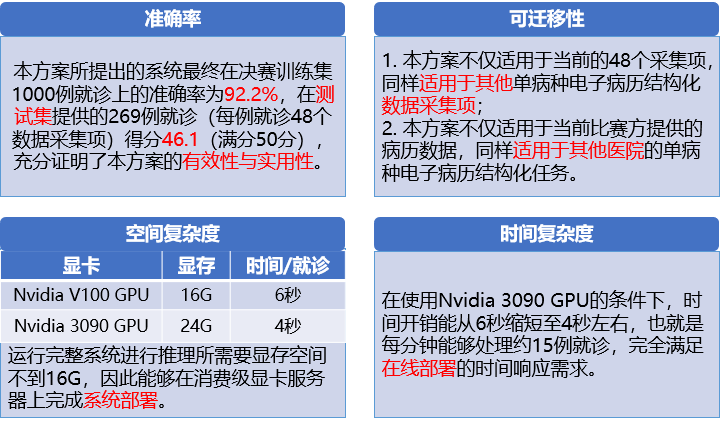 准确率
本方案所提出的系统最终在决赛训练集
1000例就诊上的准确率为92.2%，在测
试集提供的269例就诊（每例就诊48个
数据采集项）得分46.1（满分50分），
充分证明了本方案的有效性与实用性。
可迁移性
1. 本方案不仅适用于当前的48个采集项，
同样适用于其他单病种电子病历结构化
数据采集项；
2. 本方案不仅适用于当前比赛方提供的
病历数据，同样适用于其他医院的单病
种电子病历结构化任务。
空间复杂度
显卡 显存 时间/就诊
Nvidia V100 GPU 16G 6秒
Nvidia 3090 GPU 24G 4秒
运行完整系统进行推理所需要显存空间
不到16G，因此能够在消费级显卡服务
器上完成系统部署。
时间复杂度
在使用Nvidia 3090 GPU的条件下，时
间开销能从6秒缩短至4秒左右，也就是
每分钟能够处理约15例就诊，完全满足
在线部署的时间响应需求。